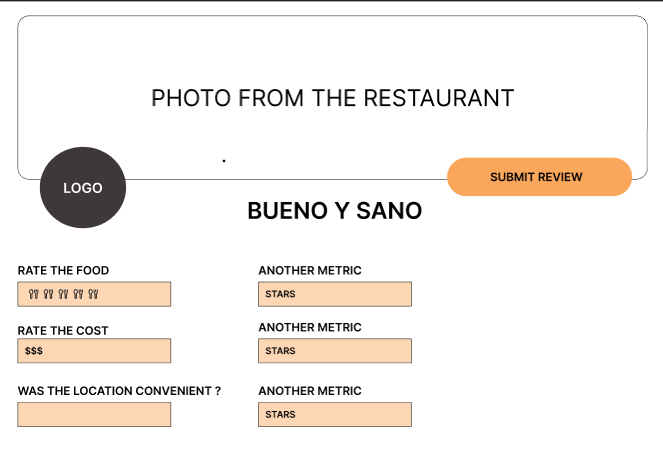 PHOTO FROM THE RESTAURANT
LOGO
SUBMIT REVIEW
BUENO Y SANO
RATE THE FOOD
ANOTHER METRIC
STARS
RATE THE COST
ANOTHER METRIC
$$$
STARS
WAS THE LOCATION CONVENIENT ?
ANOTHER METRIC
STARS